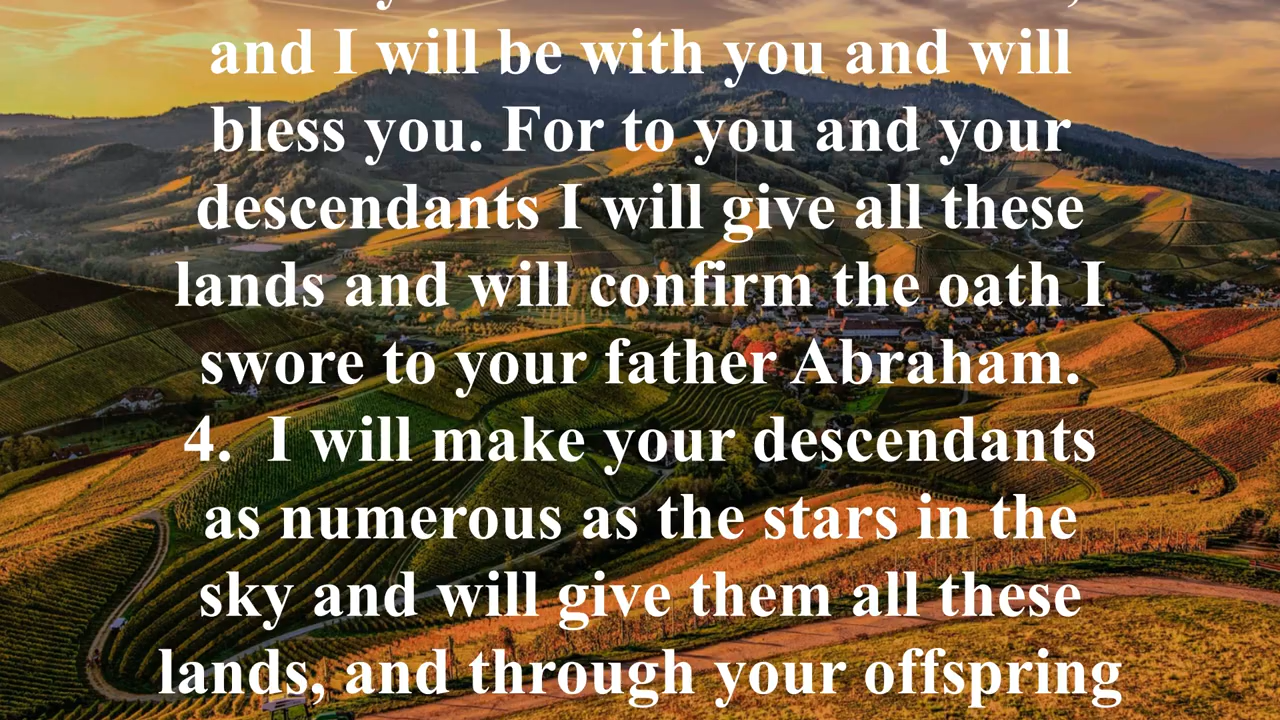 and I will be with you and will
bless you. For to you and your
descendants I will give all these
lands and will confirm the oath I
swore to your father Abraham.
4. I will make your descendants
as numerous as the stars in the
sky and will give them all these
lands, and through your offspring